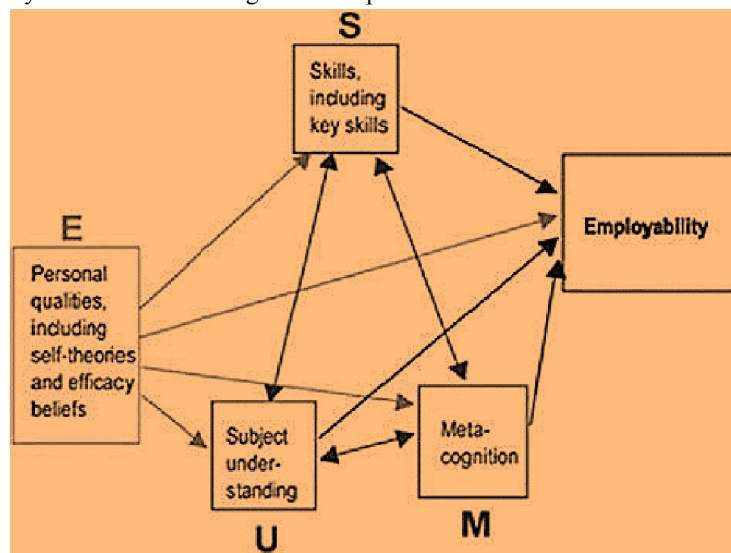 S
Skills,
including
key skills
Employability
E
Personal
qualities,
including
self-theories
and efficacy
beliefs
Subject
under-
standing
Meta-
cognition
U
M